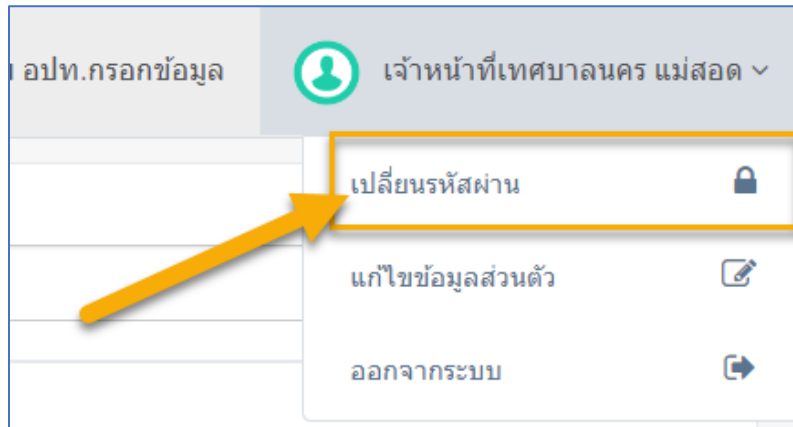 อปท.กรอกข้อมูล
เจ้าหน้าที่เทศบาลนคร แม่สอด
เปลี่ยนรหัสผ่าน
แก้ไขข้อมูลส่วนตัว
ออกจากระบบ